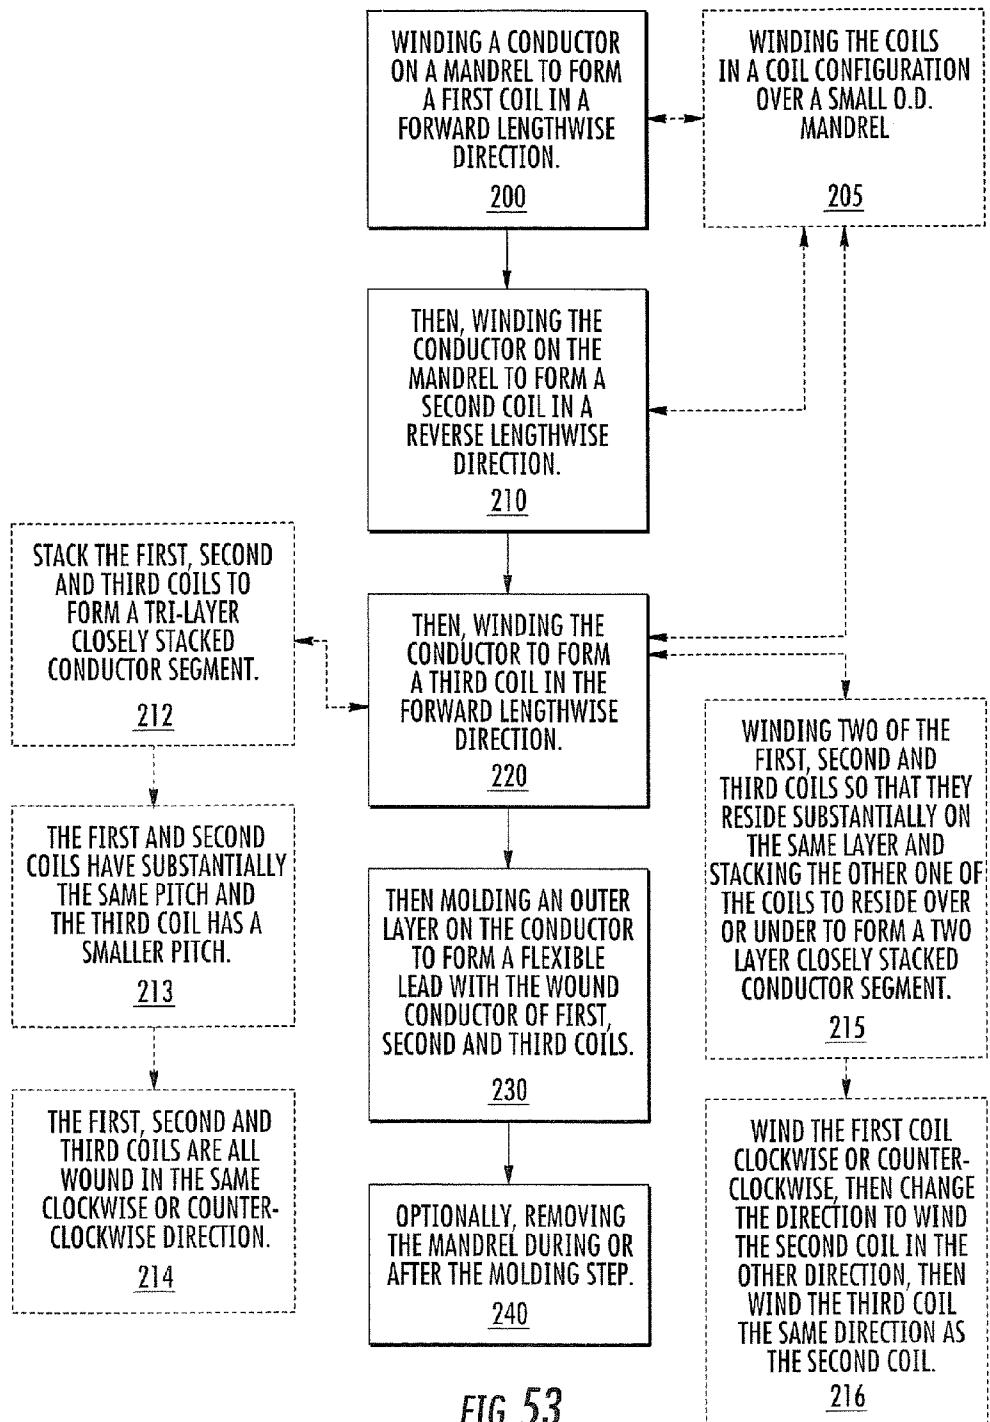 WINDING A CONDUCTOR
ON A MANDREL TO FORM
A FIRST COIL IN A
FORWARD LENGTHWISE
DIRECTION.
200
WINDING THE COILS
IN A COIL CONFIGURATION
OVER A SMALL O.D.
MANDREL
205
THEN, WINDING THE
CONDUCTOR ON THE
MANDREL TO FORM A
SECOND COIL IN A
REVERSE LENGTHWISE
DIRECTION.
210
STACK THE FIRST, SECOND
AND THIRD COILS TO
FORM A TRI-LAYER
CLOSELY STACKED
CONDUCTOR SEGMENT.
212
THEN, WINDING THE
CONDUCTOR TO FORM
A THIRD COIL IN THE
FORWARD LENGTHWISE
DIRECTION.
220
WINDING TWO OF THE
FIRST, SECOND AND
THIRD COILS SO THAT THEY
RESIDE SUBSTANTIALLY ON
THE SAME LAYER AND
STACKING THE OTHER ONE OF
THE COILS TO RESIDE OVER
OR UNDER TO FORM A TWO
LAYER CLOSELY STACKED
CONDUCTOR SEGMENT.
215
THE FIRST AND SECOND
COILS HAVE SUBSTANTIALLY
THE SAME PITCH AND
THE THIRD COIL HAS A
SMALLER PITCH.
213
THEN MOLDING AN OUTER
LAYER ON THE CONDUCTOR
TO FORM A FLEXIBLE
LEAD WITH THE WOUND
CONDUCTOR OF FIRST,
SECOND AND THIRD COILS.
230
THE FIRST, SECOND AND
THIRD COILS ARE ALL
WOUND IN THE SAME
CLOCKWISE OR COUNTER-
CLOCKWISE DIRECTION.
214
OPTIONALLY, REMOVING
THE MANDREL DURING OR
AFTER THE MOLDING STEP.
240
WIND THE FIRST COIL
CLOCKWISE OR COUNTER-
CLOCKWISE, THEN CHANGE
THE DIRECTION TO WIND
THE SECOND COIL IN THE
OTHER DIRECTION, THEN
WIND THE THIRD COIL
THE SAME DIRECTION AS
THE SECOND COIL.
216
FIG 53